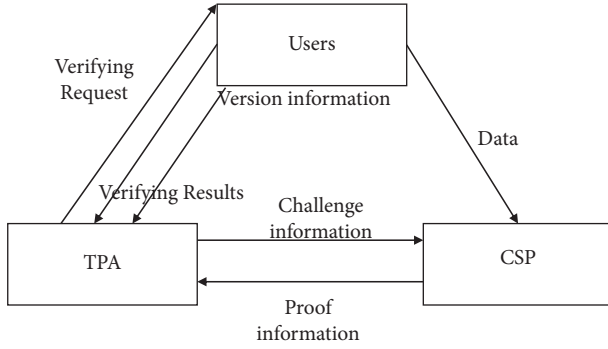 Users
Verifying
Request
Version information
Data
Verifying Results
Challenge
information
TPA
CSP
Proof
information